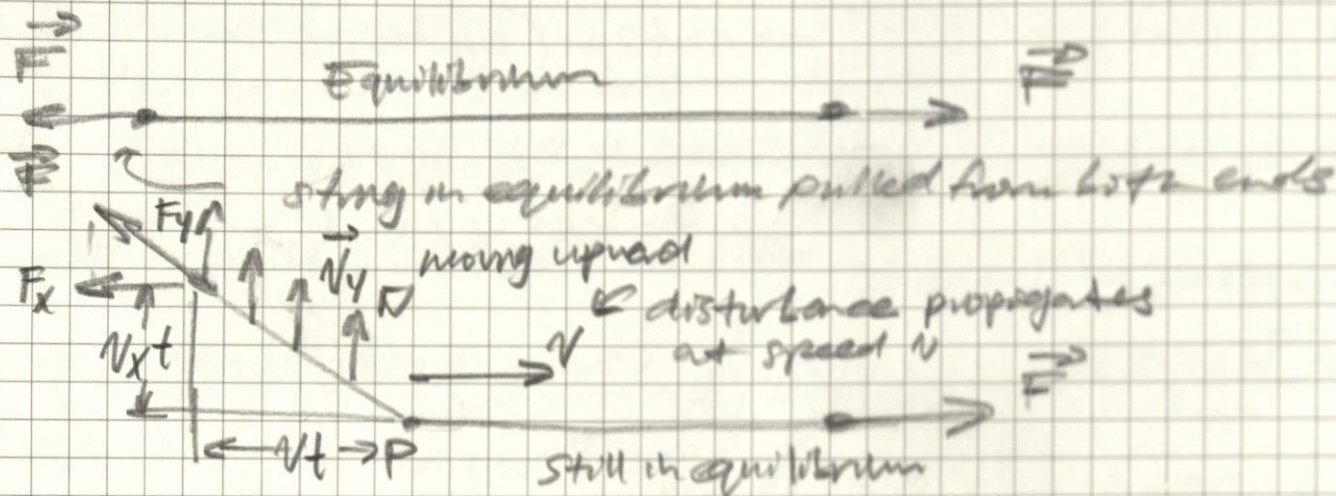 F
Equilibrium
F
F
string in equilibrium pulled from both ends
Fy
Vy moving upward
Fx
disturbance propagates
Vxt
V
at speed v
F
Vt
P
Still in equilibrium